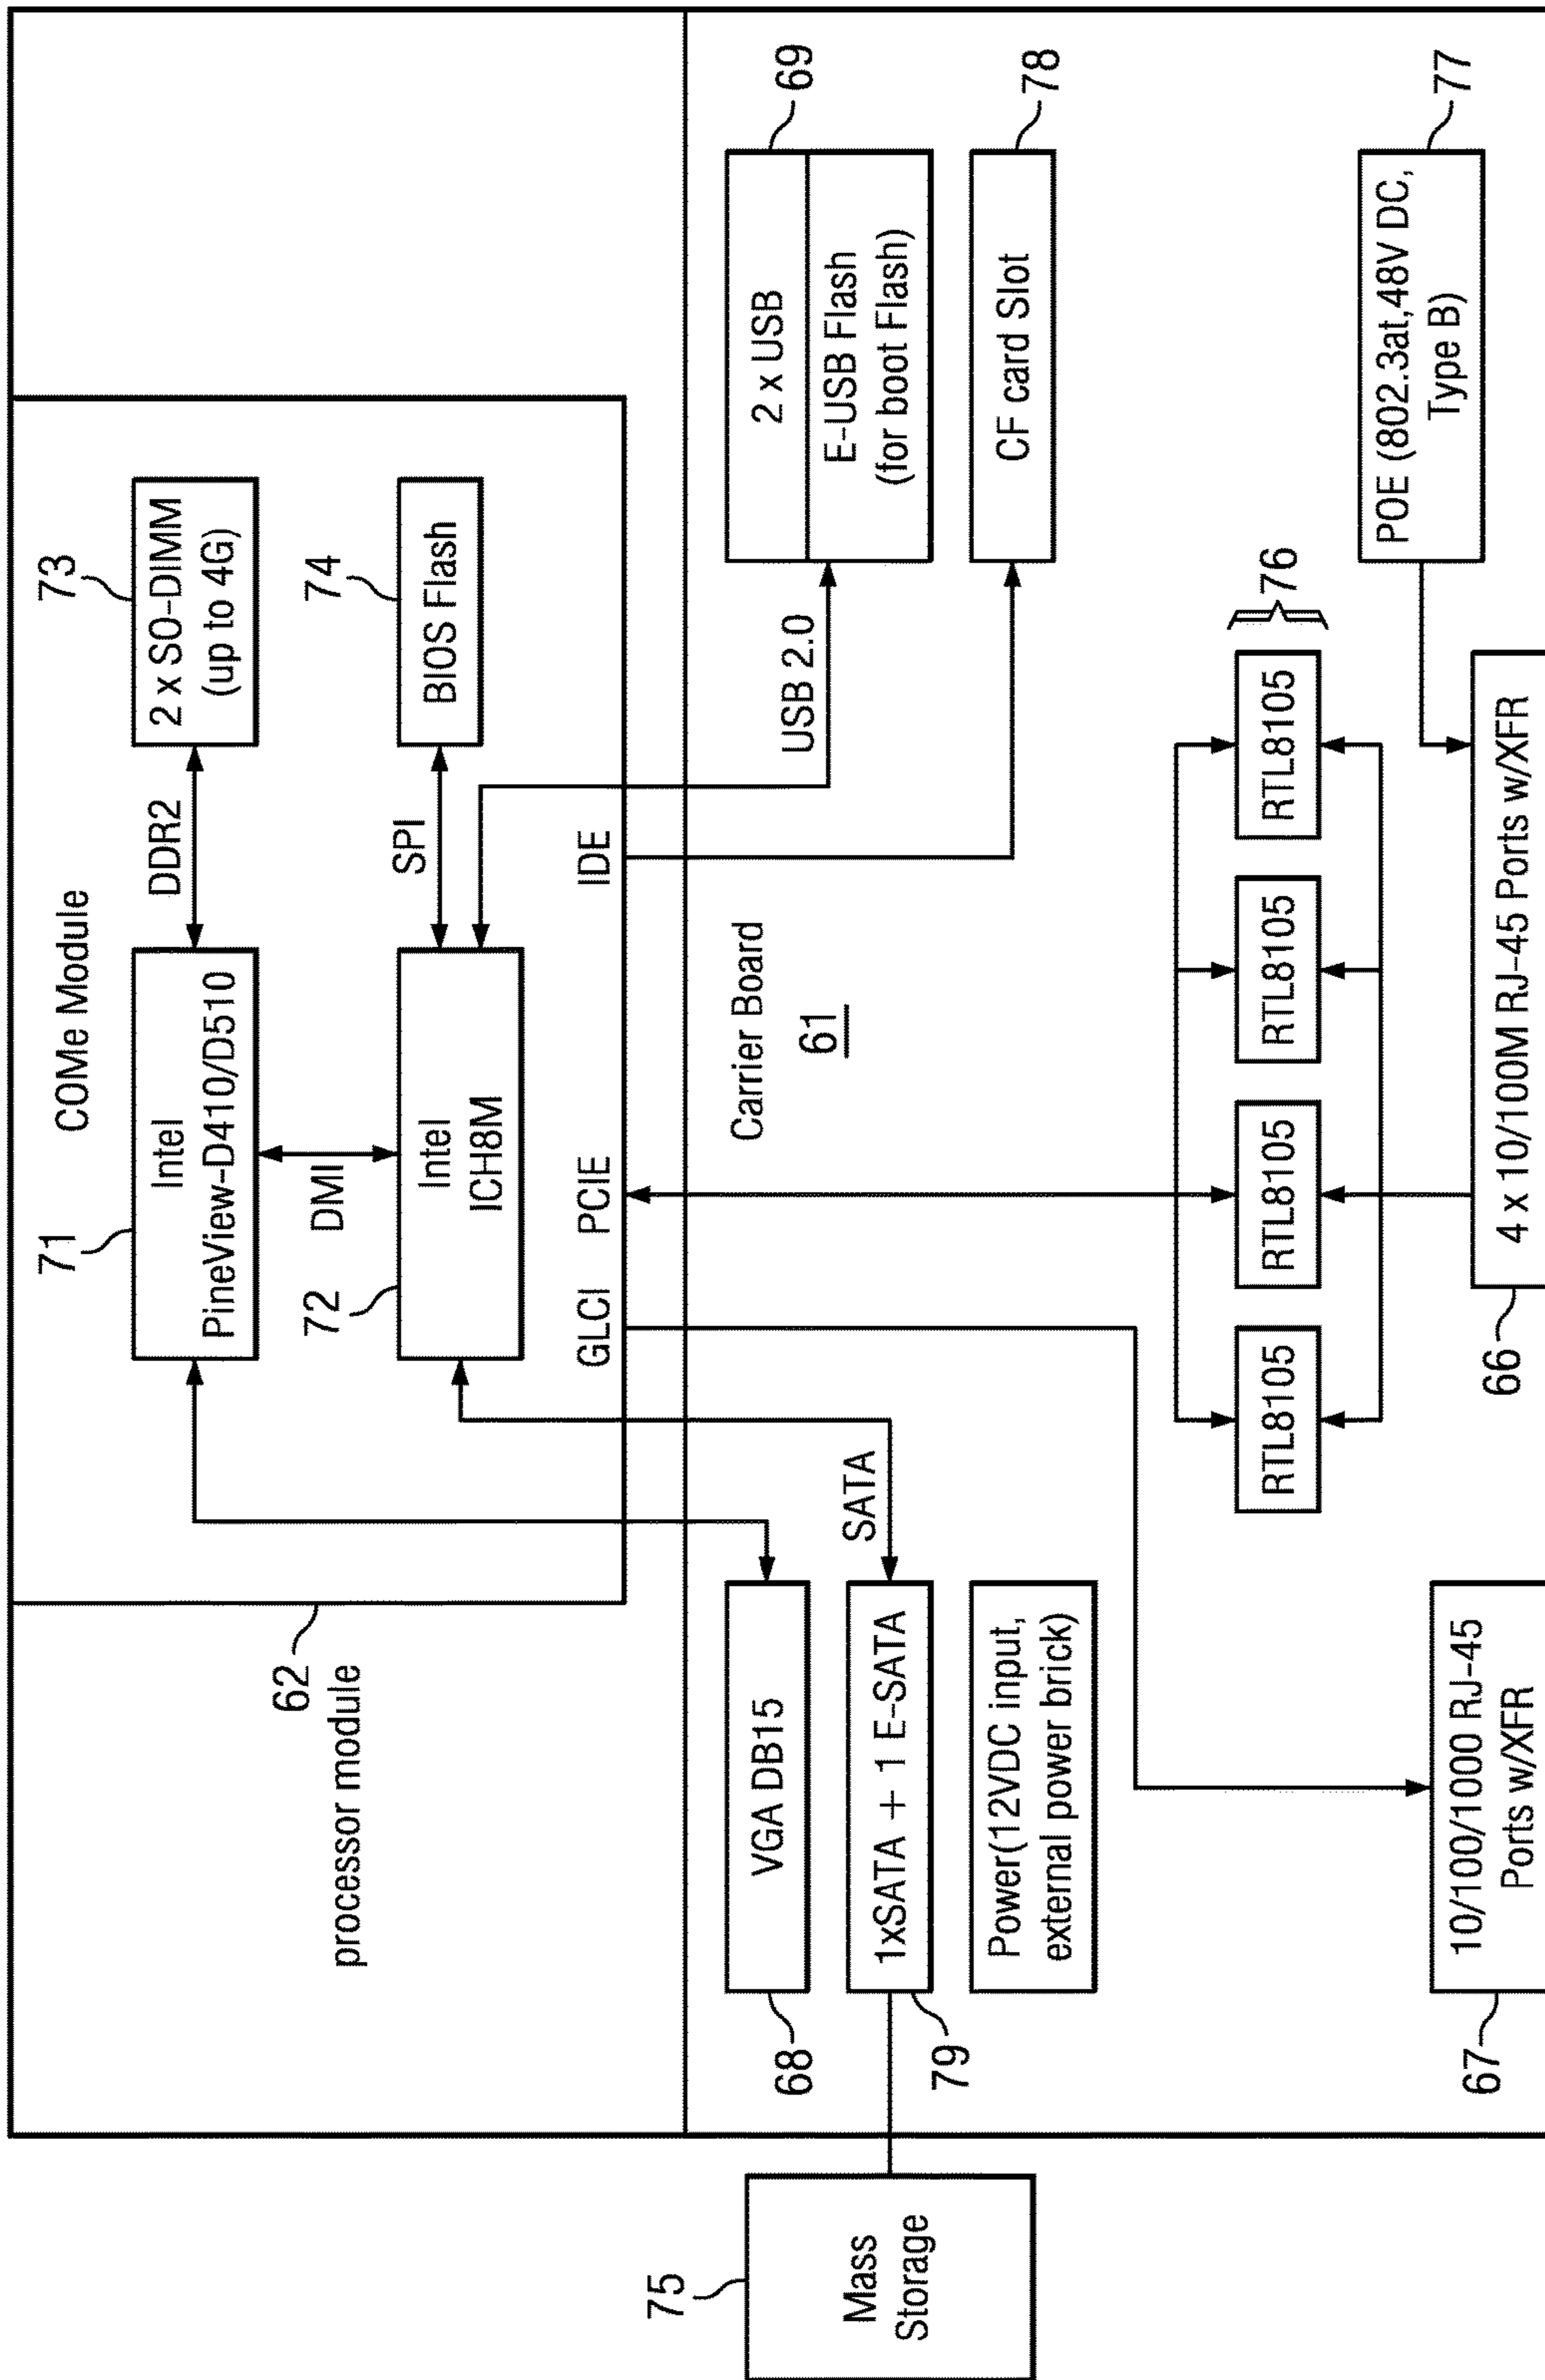 COMe Module
71
Intel
PineView-D410/D510
DDR2
73
2 x SO-DIMM
(up to 4G)
DMI
72
Intel
ICH8M
SPI
74
BIOS Flash
62
processor module
GLCI
PCIE
IDE
Carrier Board
61
VGA DB15
68
SATA
1xSATA + 1 E-SATA
79
Power(12VDC input,
external power brick)
75
Mass
Storage
USB 2.0
2 x USB
69
E-USB Flash
(for boot Flash)
CF card Slot
78
RTL8105
RTL8105
RTL8105
RTL8105
76
POE (802.3at,48V DC,
Type B)
77
10/100/1000 RJ-45
Ports w/XFR
67
4 x 10/100M RJ-45 Ports w/XFR
66